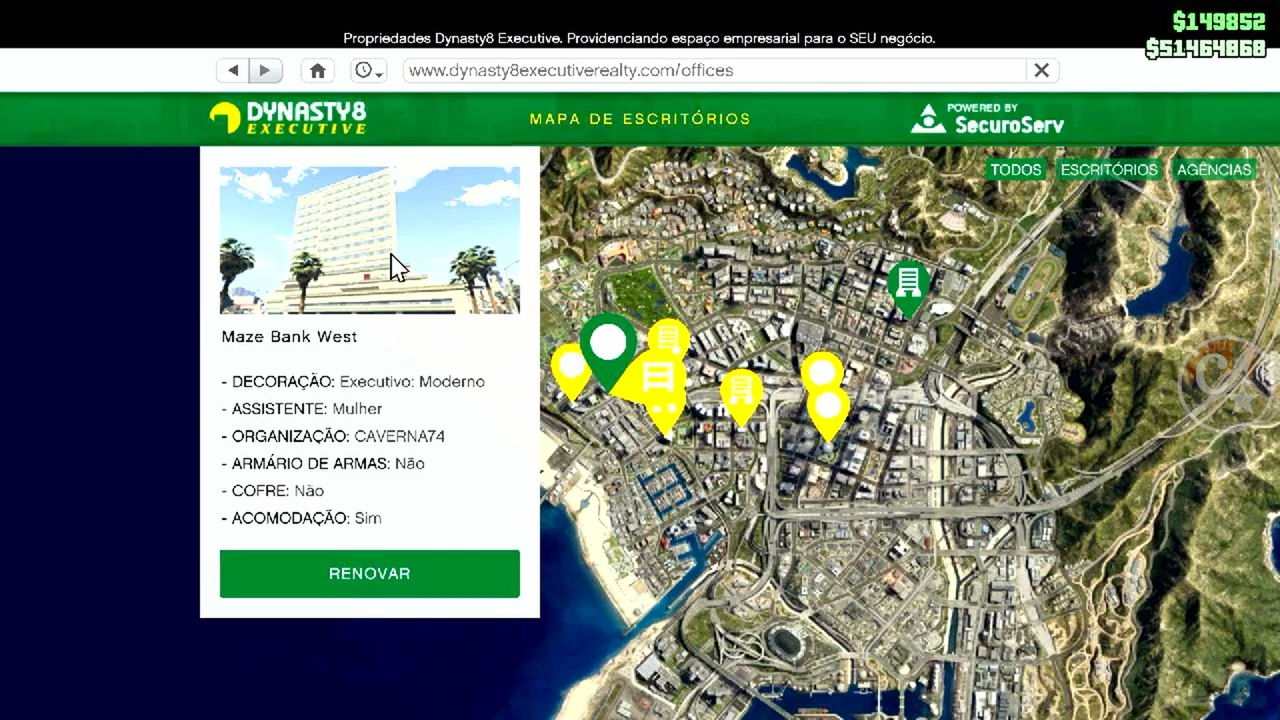 $149852
Propriedades Dynasty8 Executive. Providenciando espaço empresarial para o SEU negócio.
$51464868
www.dynasty8executiverealty.com/offices
DYNASTY8
EXECUTIVE
MAPA DE ESCRITÓRIOS
POWERED BY
SecuroServ
TODOS ESCRITÓRIOS AGÊNCIAS
Maze Bank West
- DECORAÇÃO: Executivo: Moderno
- ASSISTENTE: Mulher
- ORGANIZAÇÃO: CAVERNA74
- ARMÁRIO DE ARMAS: Não
- COFRE: Não
- ACOMODAÇÃO: Sim
RENOVAR